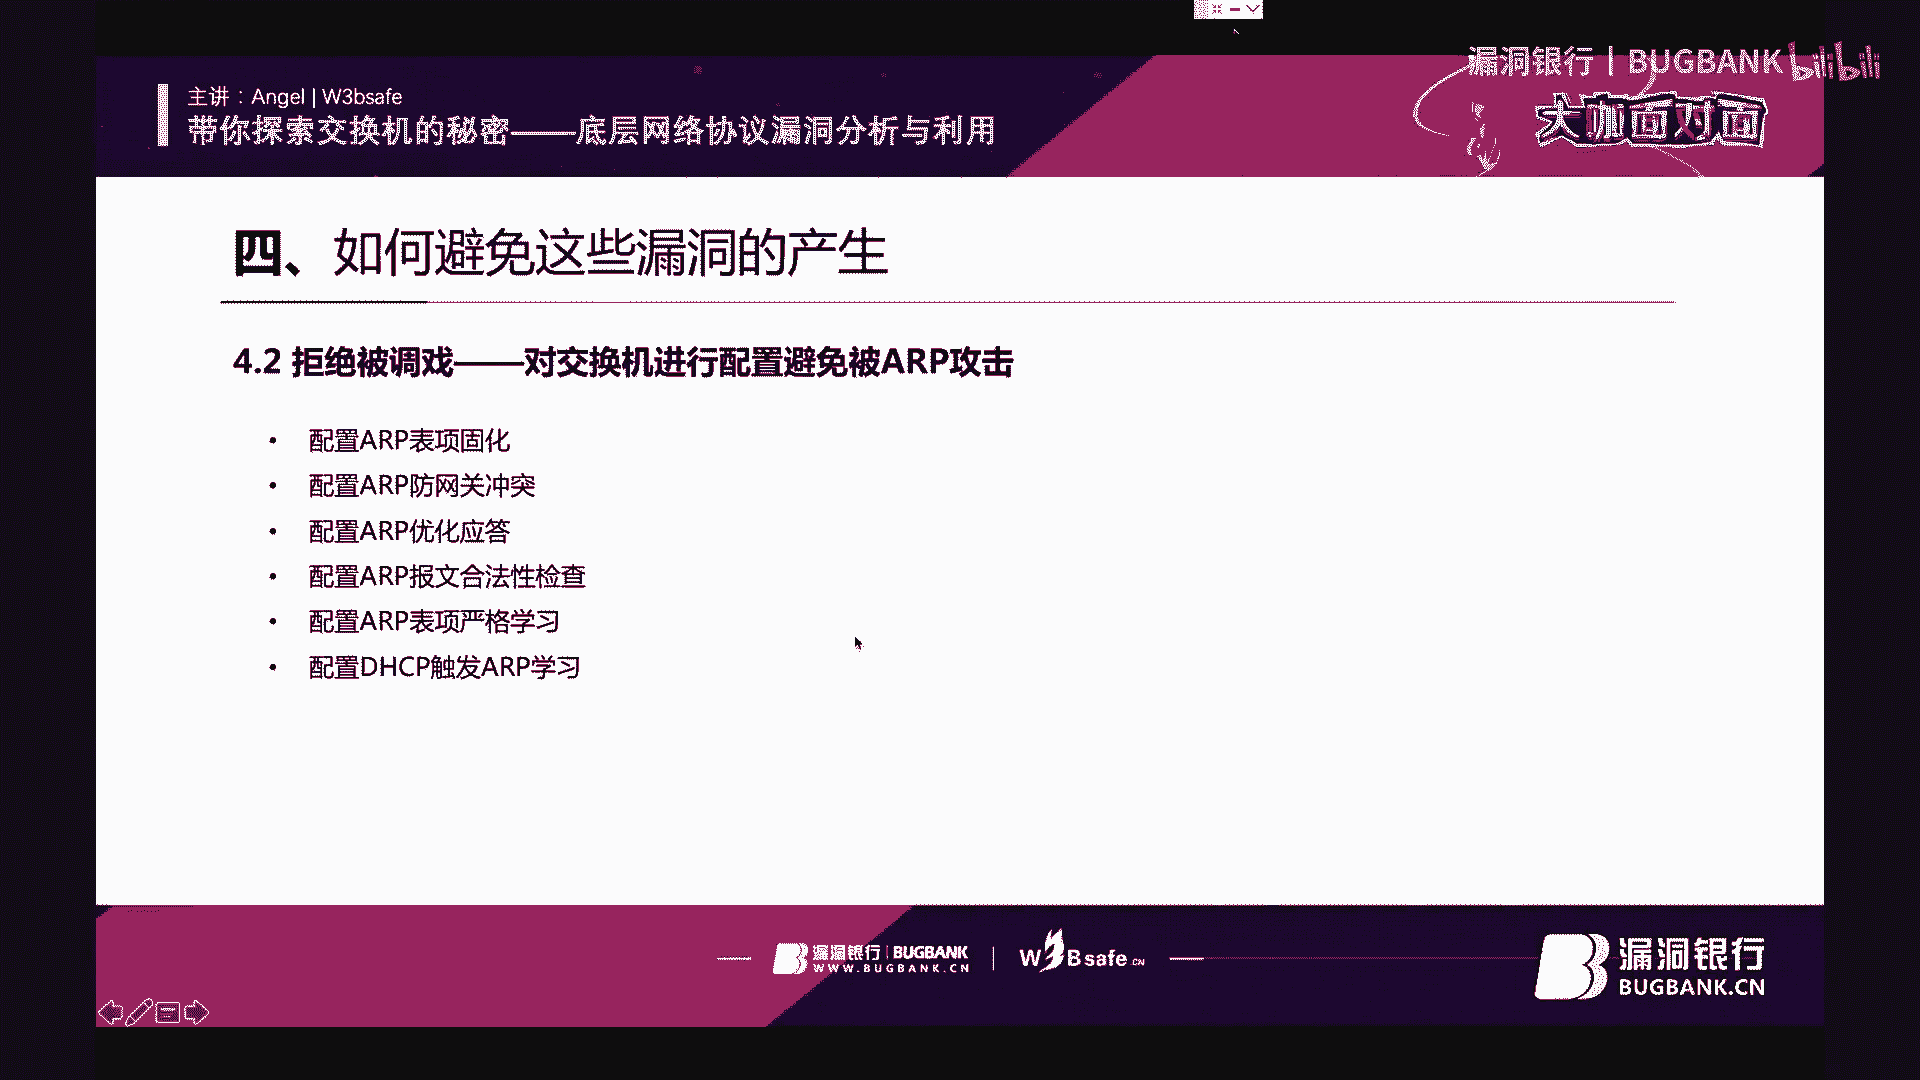 漏洞银行丨BUGBANK bilibili
主讲：Angel | W3bsafe
带你探索交换机的秘密——底层网络协议漏洞分析与利用
大咖面对面
四、如何避免这些漏洞的产生
4.2 拒绝被调戏——对交换机进行配置避免被ARP攻击
• 配置ARP表项固化
• 配置ARP防网关冲突
• 配置ARP优化应答
• 配置ARP报文合法性检查
• 配置ARP表项严格学习
• 配置DHCP触发ARP学习
漏洞银行 | BUGBANK
WWW.BUGBANK.CN
W3Bsafe.CN
漏洞银行
BUGBANK.CN